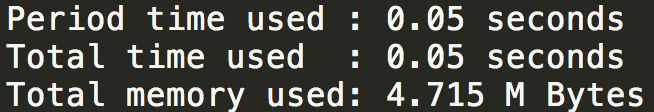 Period time used : 0.05 seconds
Total time used  : 0.05 seconds
Total memory used: 4.715 M Bytes